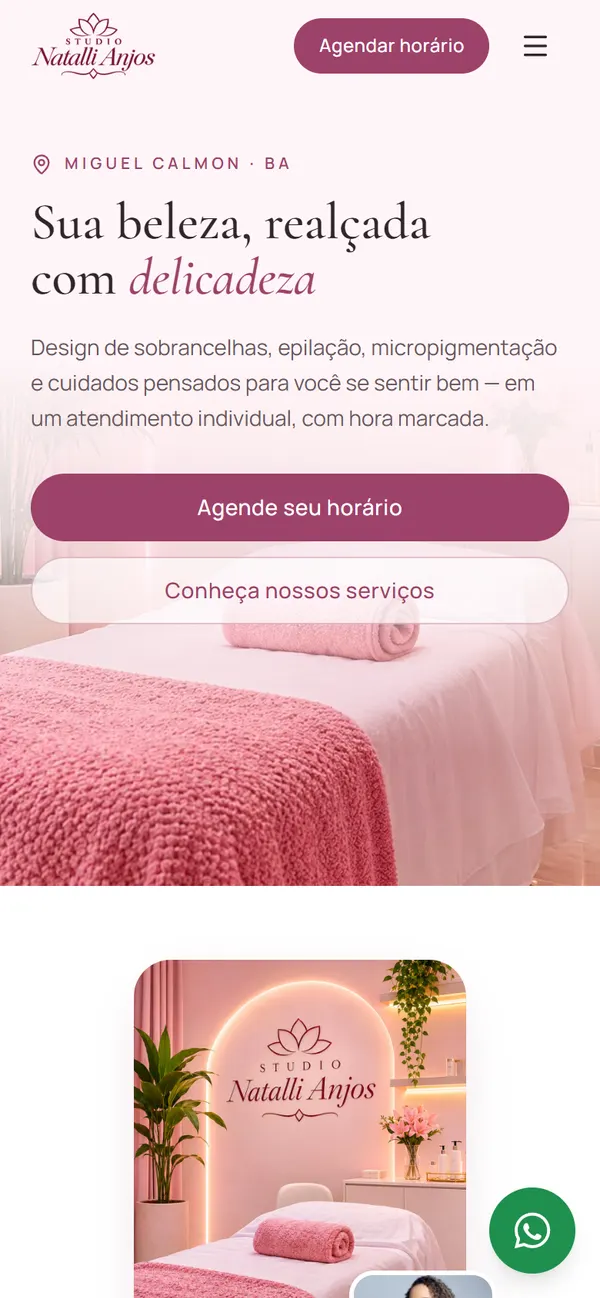 STUDIO
Natalli Anjos
Agendar horário
MIGUEL CALMON · BA
Sua beleza, realçada
com delicadeza
Design de sobrancelhas, epilação, micropigmentação
e cuidados pensados para você se sentir bem — em
um atendimento individual, com hora marcada.
Agende seu horário
Conheça nossos serviços
STUDIO
Natalli Anjos